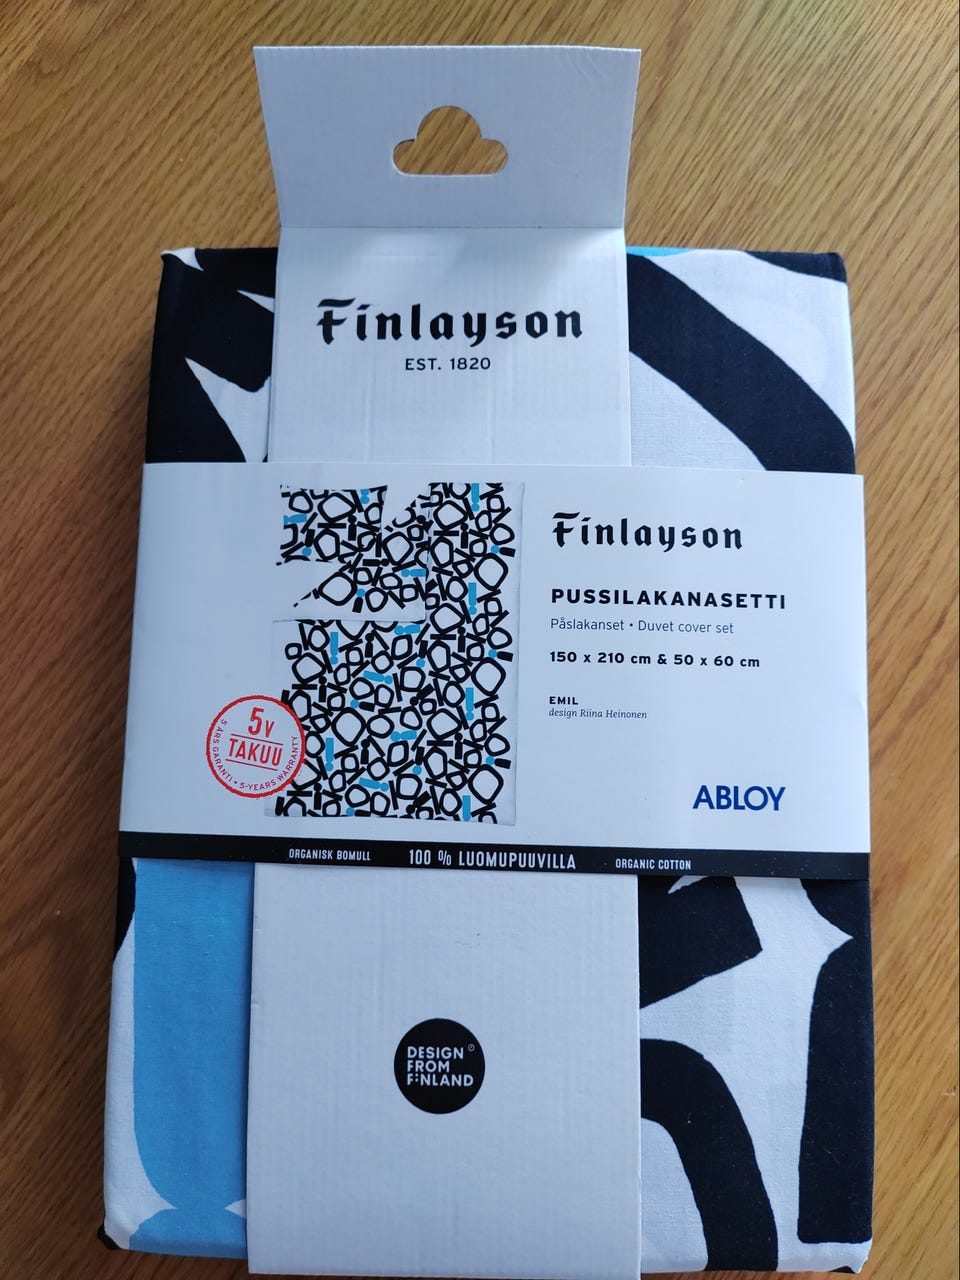 Finlayson
EST. 1820
Finlayson
PUSSILAKANASETTI
Påslakanset • Duvet cover set
150 x 210 cm & 50 x 60 cm
EMIL
design Riina Heinonen
5V
TAKUU
5 ÅRS GARANTI • 5-YEARS WARRANTY
ABLOY
ORGANISK BOMULL 100 % LUOMUPUUVILLA ORGANIC COTTON
DESIGN
FROM
FINLAND